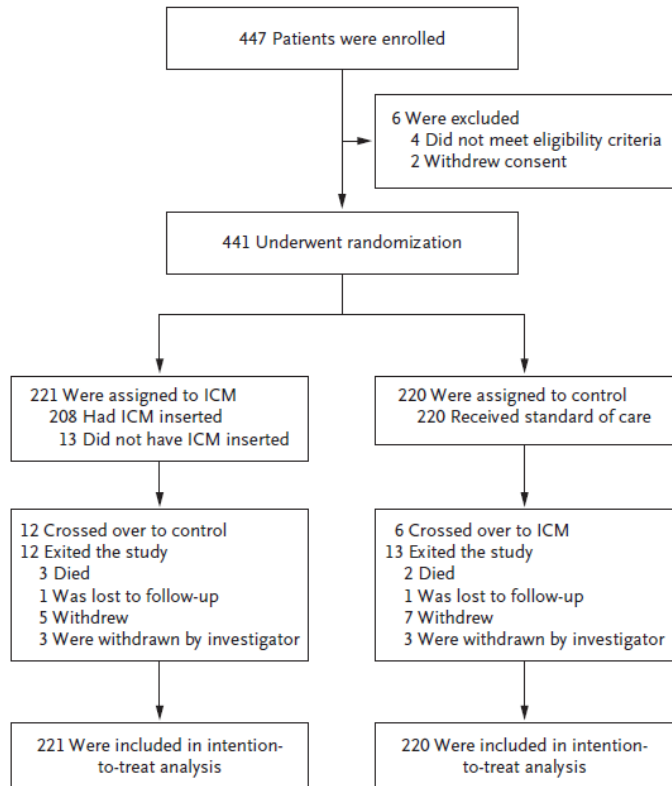 447 Patients were enrolled
6 Were excluded
4 Did not meet eligibility criteria
2 Withdrew consent
441 Underwent randomization
221 Were assigned to ICM
208 Had ICM inserted
13 Did not have ICM inserted
220 Were assigned to control
220 Received standard of care
12 Crossed over to control
12 Exited the study
3 Died
1 Was lost to follow-up
5 Withdrew
3 Were withdrawn by investigator
6 Crossed over to ICM
13 Exited the study
2 Died
1 Was lost to follow-up
7 Withdrew
3 Were withdrawn by investigator
221 Were included in intention-
to-treat analysis
220 Were included in intention-
to-treat analysis